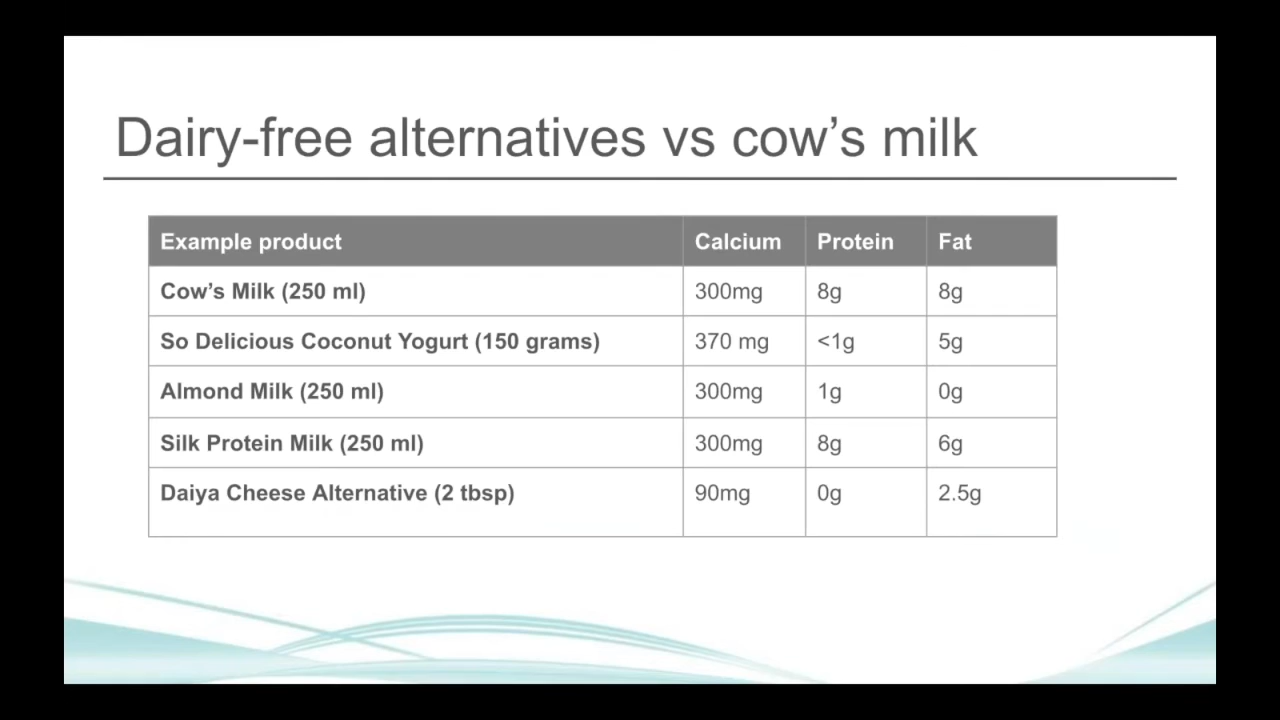 Dairy-free alternatives vs cow’s milk
Example product Calcium Protein Fat
Cow’s Milk (250 ml) 300mg 8g 8g
So Delicious Coconut Yogurt (150 grams) 370 mg <1g 5g
Almond Milk (250 ml) 300mg 1g 0g
Silk Protein Milk (250 ml) 300mg 8g 6g
Daiya Cheese Alternative (2 tbsp) 90mg 0g 2.5g